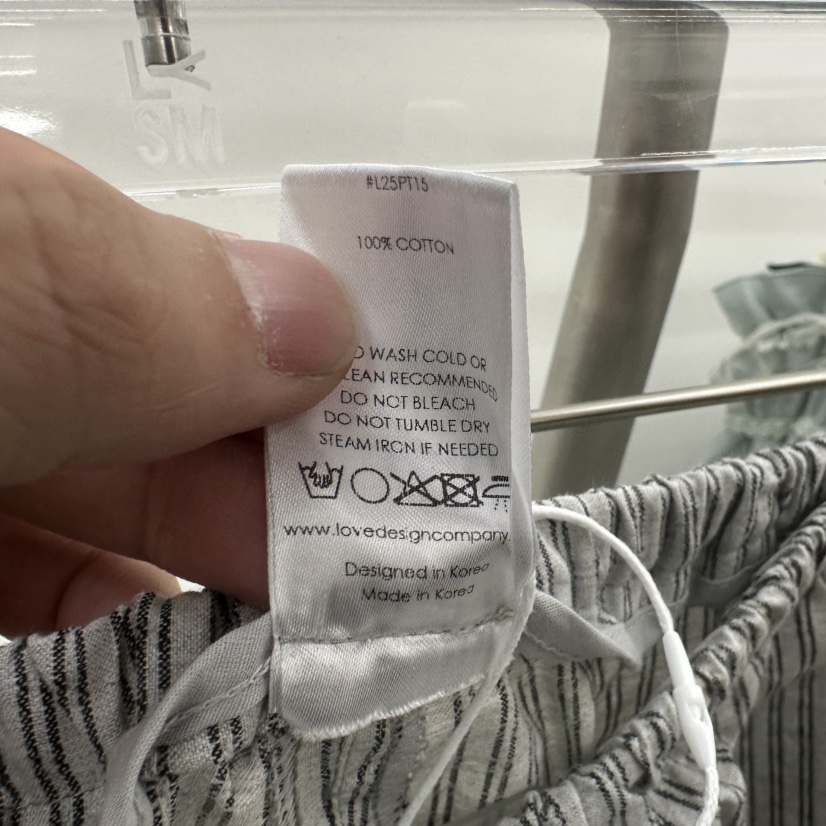 LY
SM
#L25PT15
100% COTTON
WASH COLD OR
RECOMMENDED
DO NOT BLEACH
DO NOT TUMBLE DRY
STEAM IRON IF NEEDED
www.lovedesigncompany.
Designed in Korea
Made in Korea